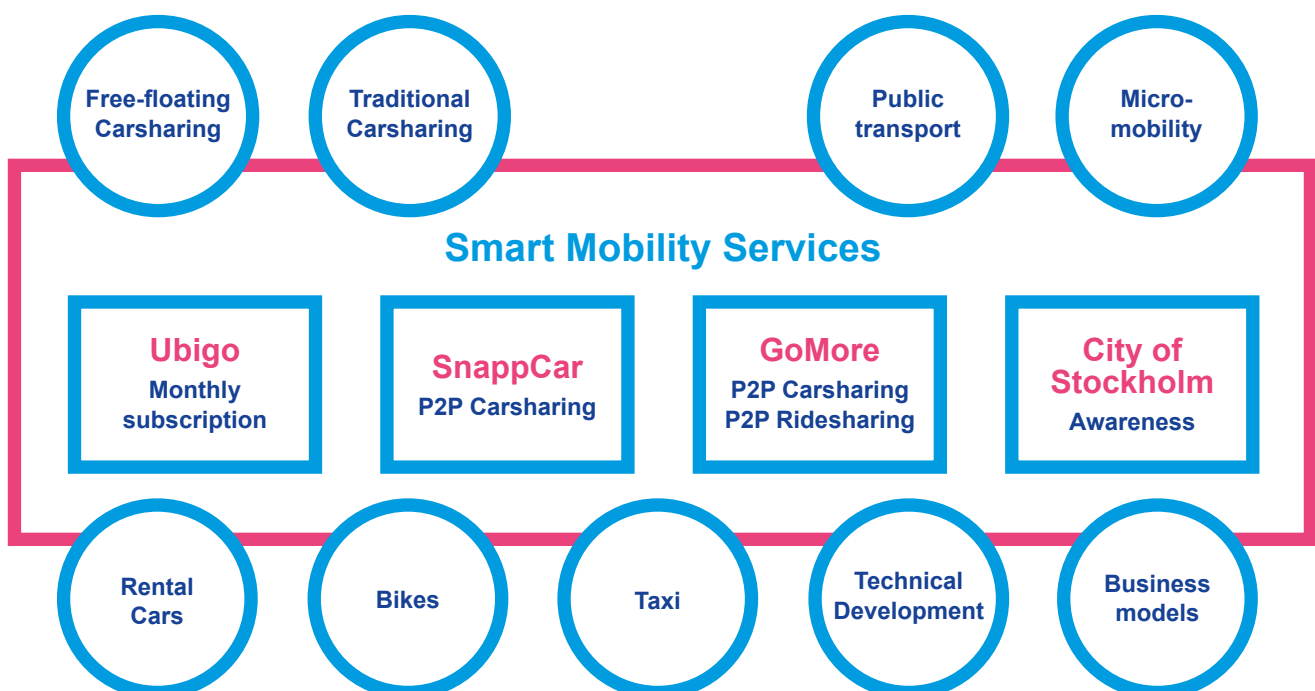 Free-floating
Carsharing
Traditional
Carsharing
Public
transport
Micro-
mobility
Smart Mobility Services
Ubigo
Monthly
subscription
SnappCar
P2P Carsharing
GoMore
P2P Carsharing
P2P Ridesharing
City of
Stockholm
Awareness
Rental
Cars
Bikes
Taxi
Technical
Development
Business
models